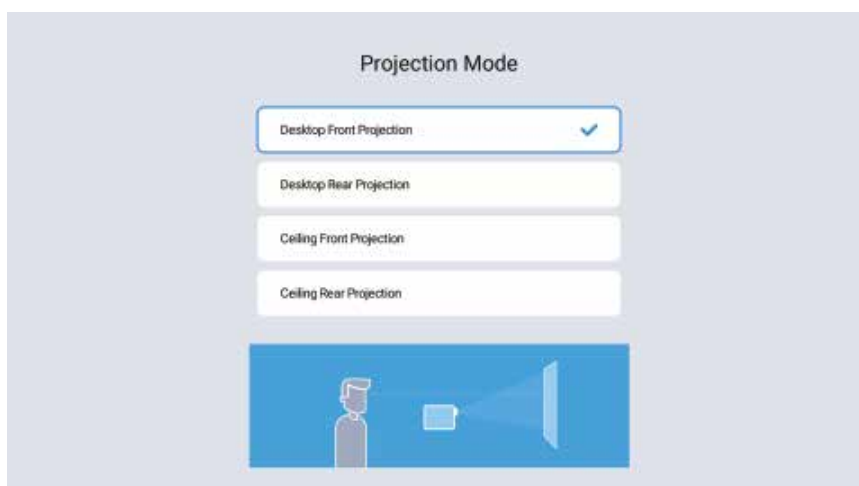 Projection Mode
Desktop Front Projection
Desktop Rear Projection
Ceiling Front Projection
Ceiling Rear Projection